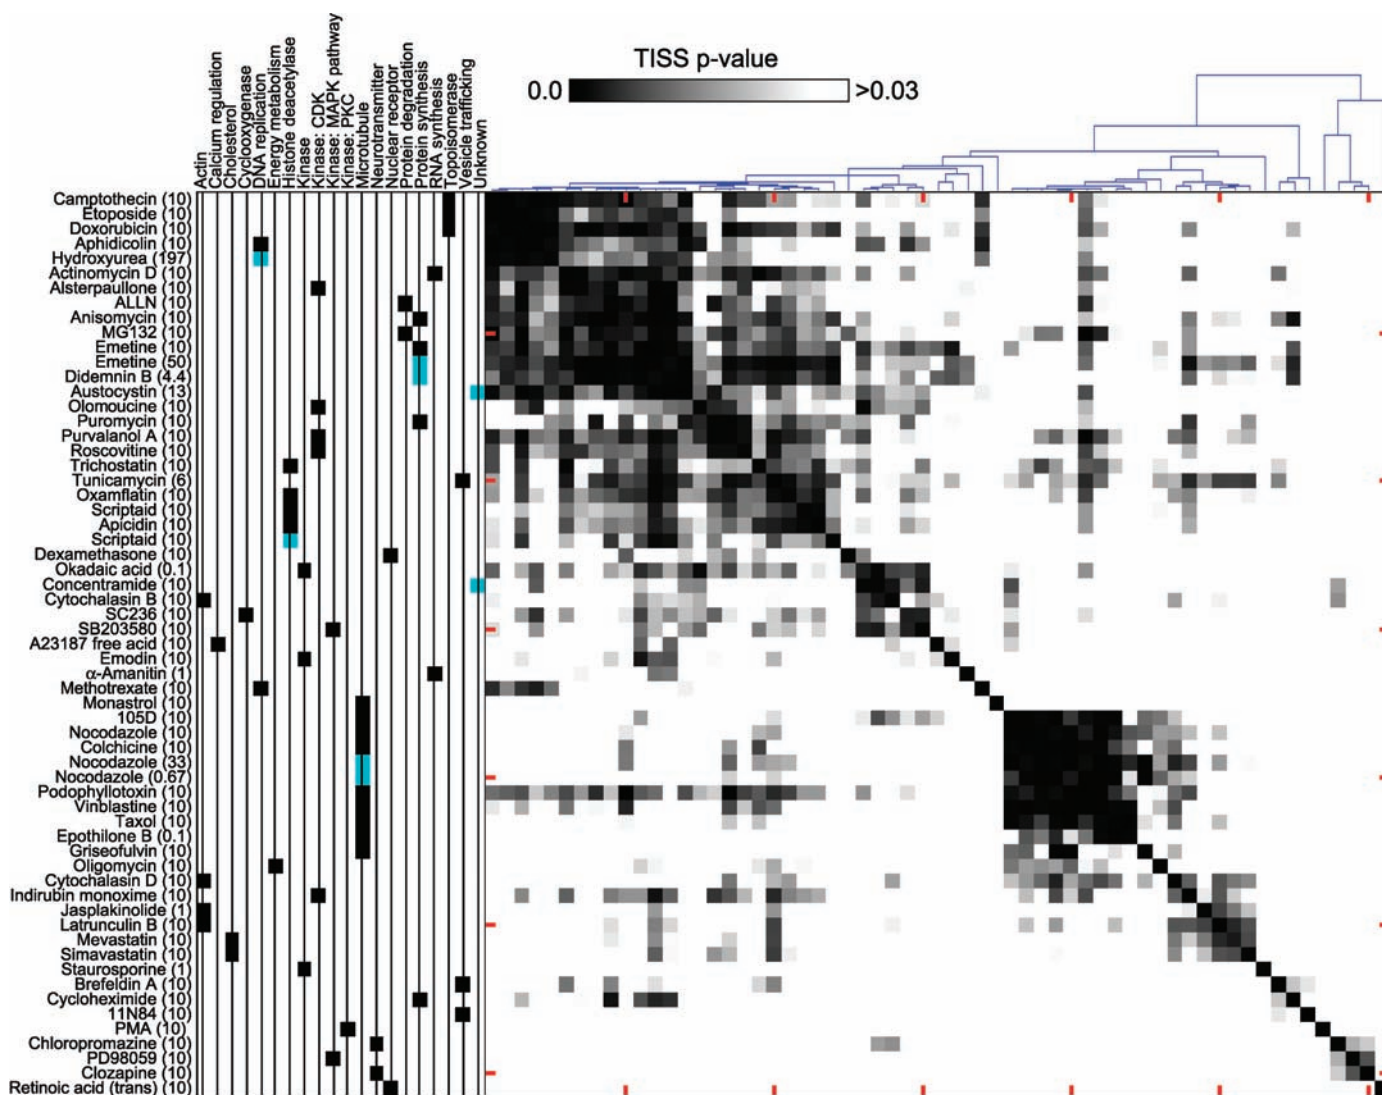 TISS p-value
0.0 >0.03
Actin
Calcium regulation
Cholesterol
Cyclooxygenase
DNA replication
Energy metabolism
Histone deacetylase
Kinase
Kinase: CDK
Kinase: MAPK pathway
Kinase: PKC
Microtubule
Neurotransmitter
Nuclear receptor
Protein degradation
Protein synthesis
RNA synthesis
Topoisomerase
Vesicle trafficking
Unknown
Camptothecin (10)
Etoposide (10)
Doxorubicin (10)
Aphidicolin (10)
Hydroxyurea (197)
Actinomycin D (10)
Alsterpaullone (10)
ALLN (10)
Anisomycin (10)
MG132 (10)
Emetine (10)
Emetine (50)
Didemnin B (4.4)
Austocystin (13)
Olomoucine (10)
Puromycin (10)
Purvalanol A (10)
Roscovitine (10)
Trichostatin (10)
Tunicamycin (6)
Oxamflatin (10)
Scriptaid (10)
Apicidin (10)
Scriptaid (10)
Dexamethasone (10)
Okadaic acid (0.1)
Concentramide (10)
Cytochalasin B (10)
SC236 (10)
SB203580 (10)
A23187 free acid (10)
Emodin (10)
α-Amanitin (1)
Methotrexate (10)
Monastrol (10)
105D (10)
Nocodazole (10)
Colchicine (10)
Nocodazole (33)
Nocodazole (0.67)
Podophyllotoxin (10)
Vinblastine (10)
Taxol (10)
Epothilone B (0.1)
Griseofulvin (10)
Oligomycin (10)
Cytochalasin D (10)
Indirubin monoxime (10)
Jasplakinolide (1)
Latrunculin B (10)
Mevastatin (10)
Simavastatin (10)
Staurosporine (1)
Brefeldin A (10)
Cycloheximide (10)
11N84 (10)
PMA (10)
Chloropromazine (10)
PD98059 (10)
Clozapine (10)
Retinoic acid (trans) (10)